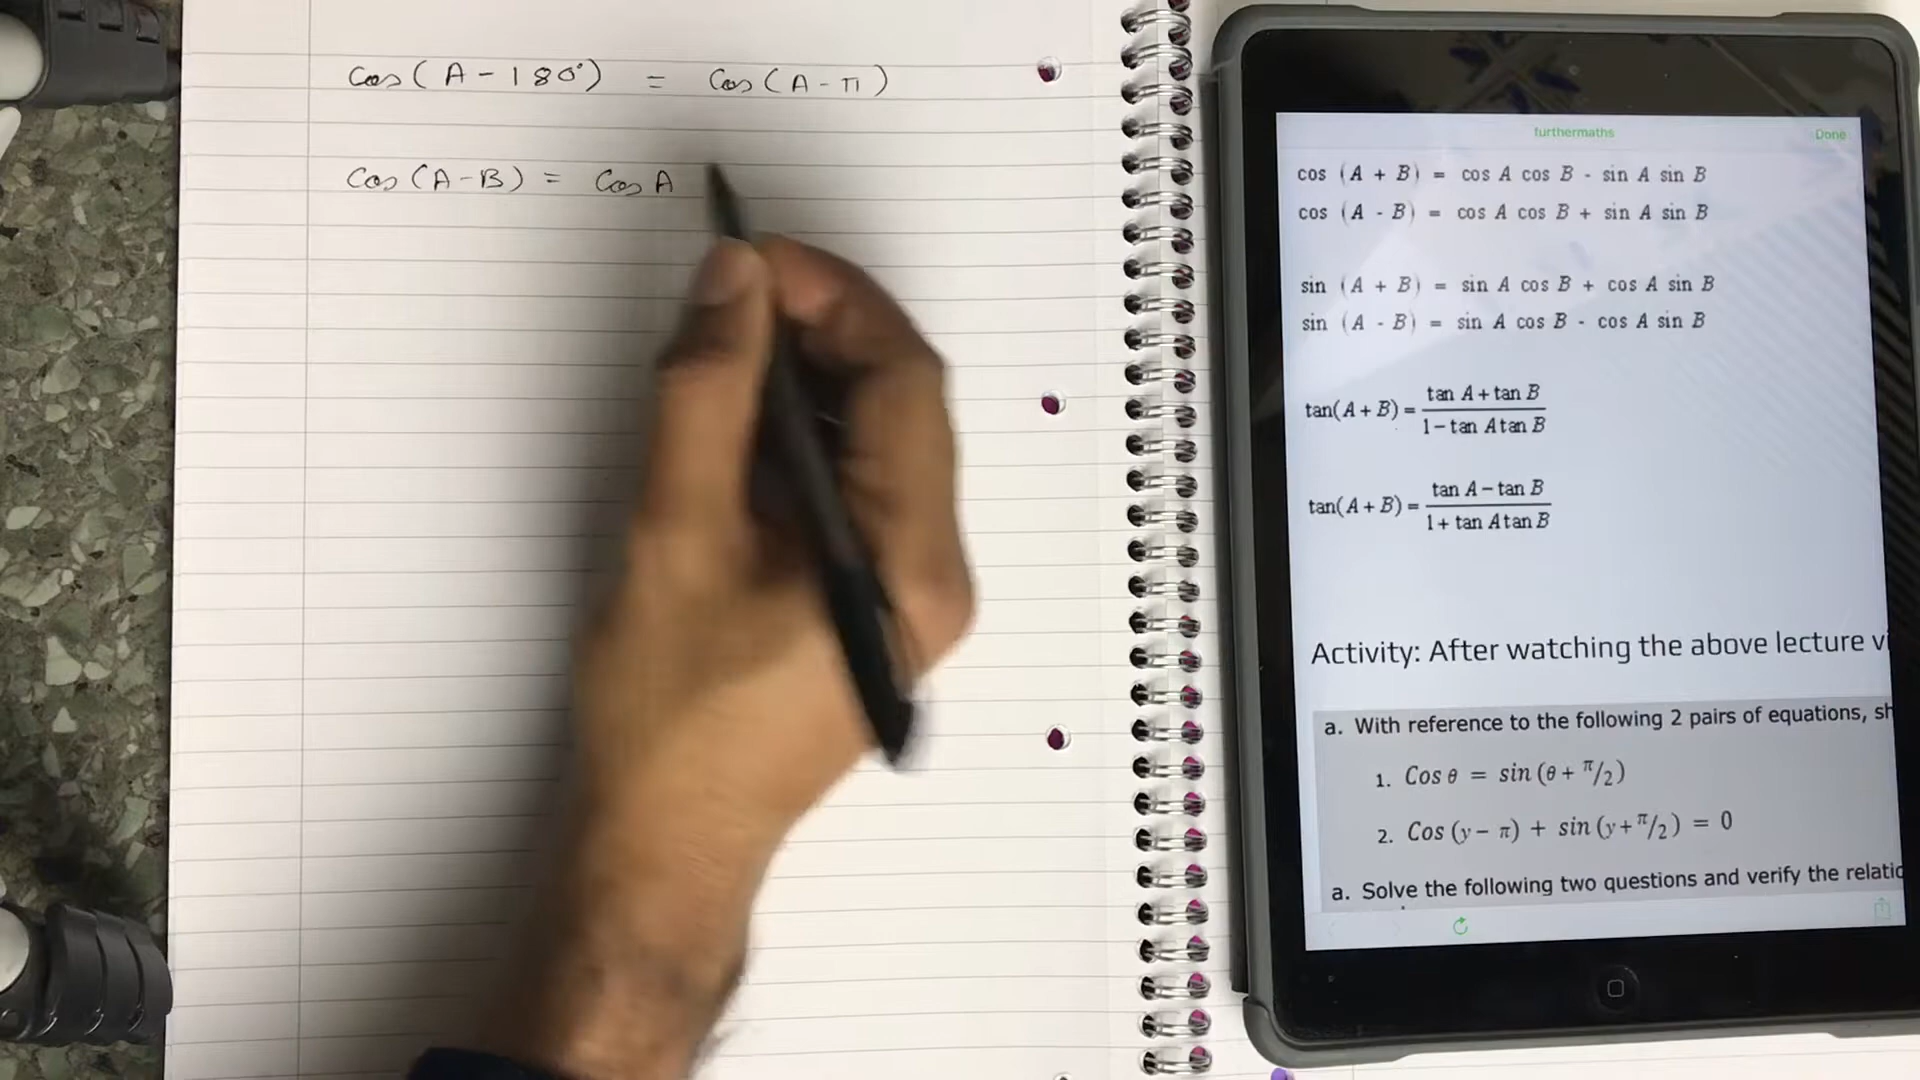 Cos(A-180°) = Cos(A-π)
Cos(A-B) = Cos A
furthermaths
Done
cos (A + B) = cos A cos B - sin A sin B
cos (A - B) = cos A cos B + sin A sin B
sin (A + B) = sin A cos B + cos A sin B
sin (A - B) = sin A cos B - cos A sin B
tan(A+B) = tan A + tan B / 1 - tan A tan B
tan(A+B) = tan A - tan B / 1 + tan A tan B
Activity: After watching the above lecture vi
a. With reference to the following 2 pairs of equations, sh
1. Cos θ = sin (θ + π/2)
2. Cos (y - π) + sin (y + π/2) = 0
a. Solve the following two questions and verify the relatio